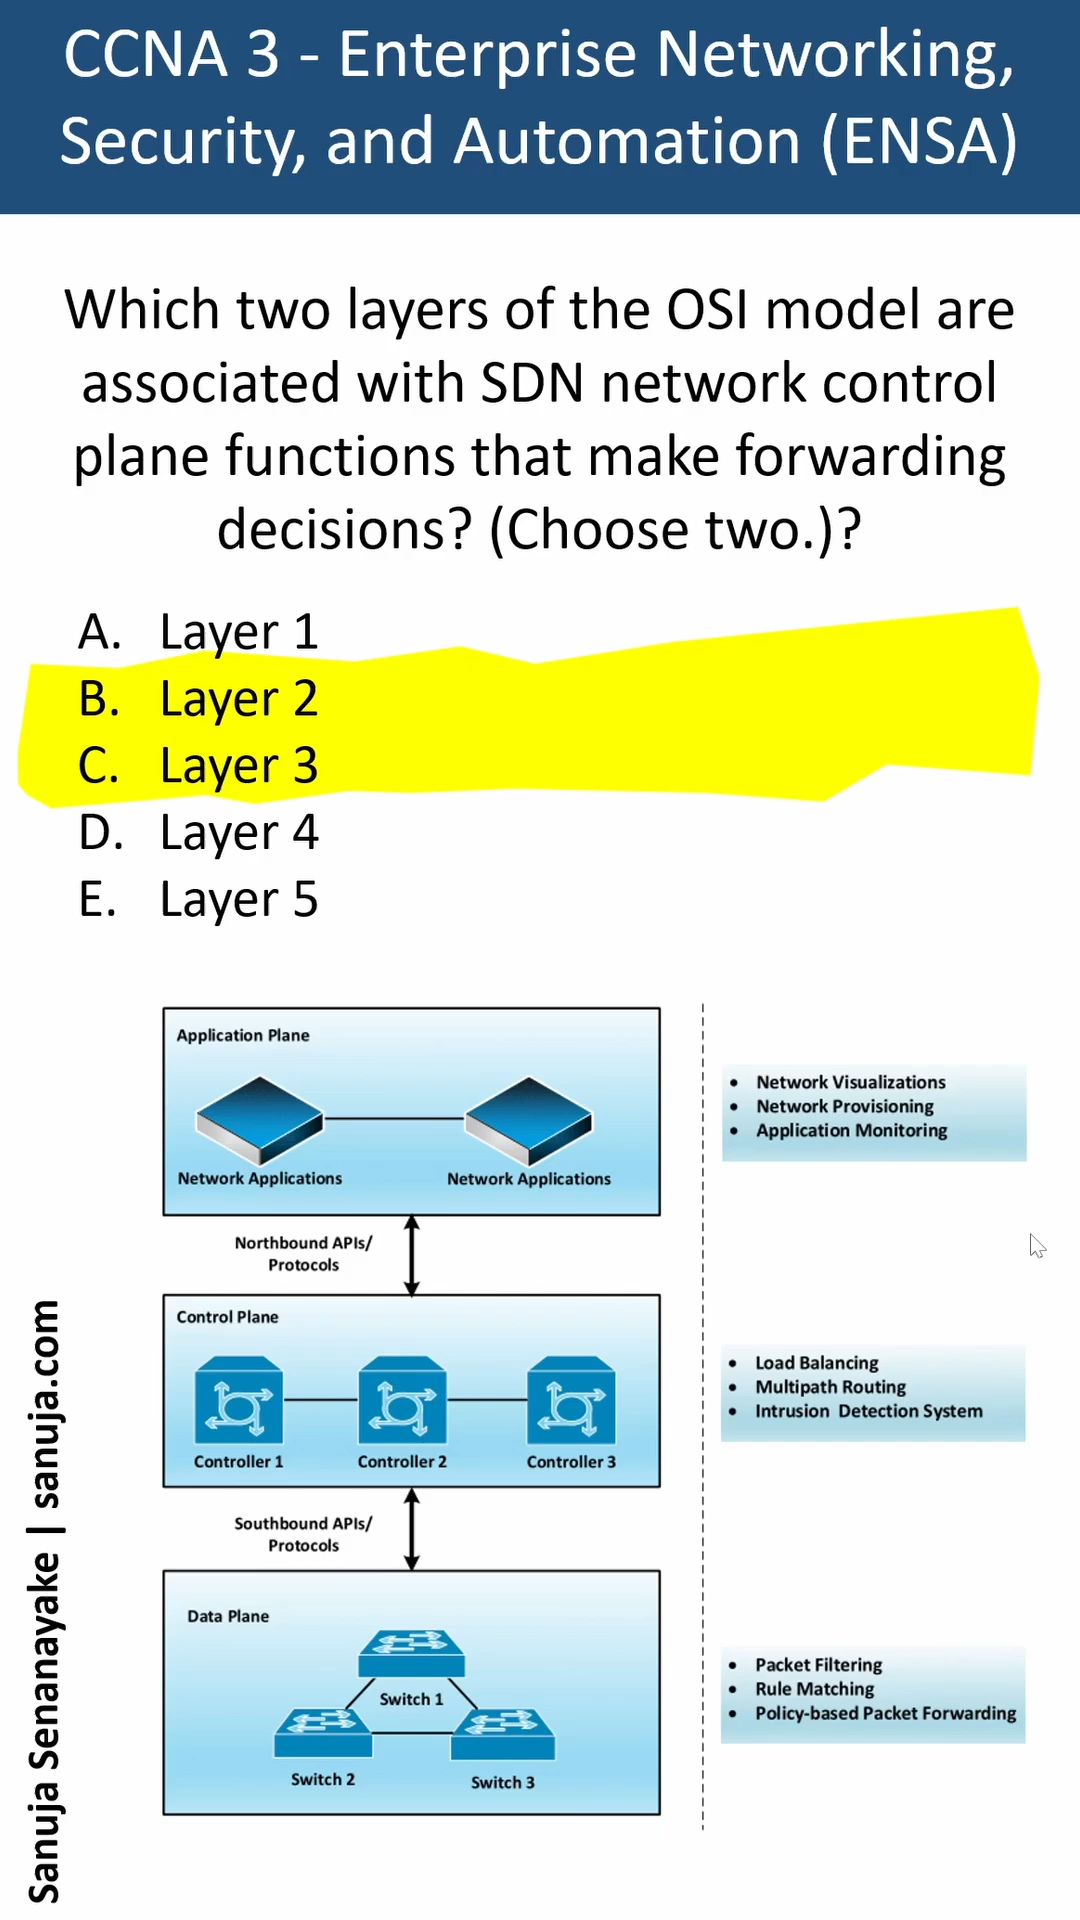 CCNA 3 - Enterprise Networking,
Security, and Automation (ENSA)
Which two layers of the OSI model are
associated with SDN network control
plane functions that make forwarding
decisions? (Choose two.)?
A. Layer 1
B. Layer 2
C. Layer 3
D. Layer 4
E. Layer 5
Application Plane
Network Applications
Network Applications
• Network Visualizations
• Network Provisioning
• Application Monitoring
Northbound APIs/
Protocols
Control Plane
Controller 1
Controller 2
Controller 3
• Load Balancing
• Multipath Routing
• Intrusion Detection System
Southbound APIs/
Protocols
Data Plane
Switch 1
Switch 2
Switch 3
• Packet Filtering
• Rule Matching
• Policy-based Packet Forwarding
Sanuja Senanayake | sanuja.com